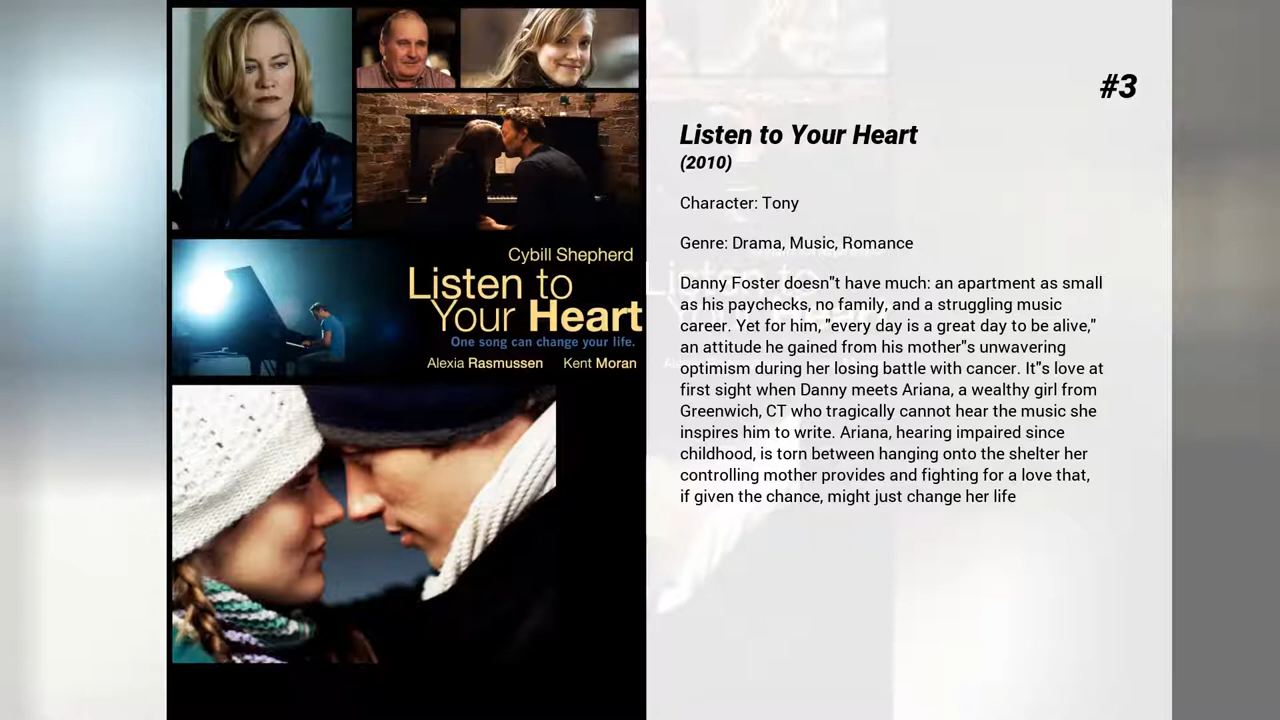 Cybill Shepherd
Listen to
Your Heart
One song can change your life.
Alexia Rasmussen Kent Moran
#3
Listen to Your Heart
(2010)
Character: Tony
Genre: Drama, Music, Romance
Danny Foster doesn"t have much: an apartment as small
as his paychecks, no family, and a struggling music
career. Yet for him, "every day is a great day to be alive,"
an attitude he gained from his mother"s unwavering
optimism during her losing battle with cancer. It"s love at
first sight when Danny meets Ariana, a wealthy girl from
Greenwich, CT who tragically cannot hear the music she
inspires him to write. Ariana, hearing impaired since
childhood, is torn between hanging onto the shelter her
controlling mother provides and fighting for a love that,
if given the chance, might just change her life